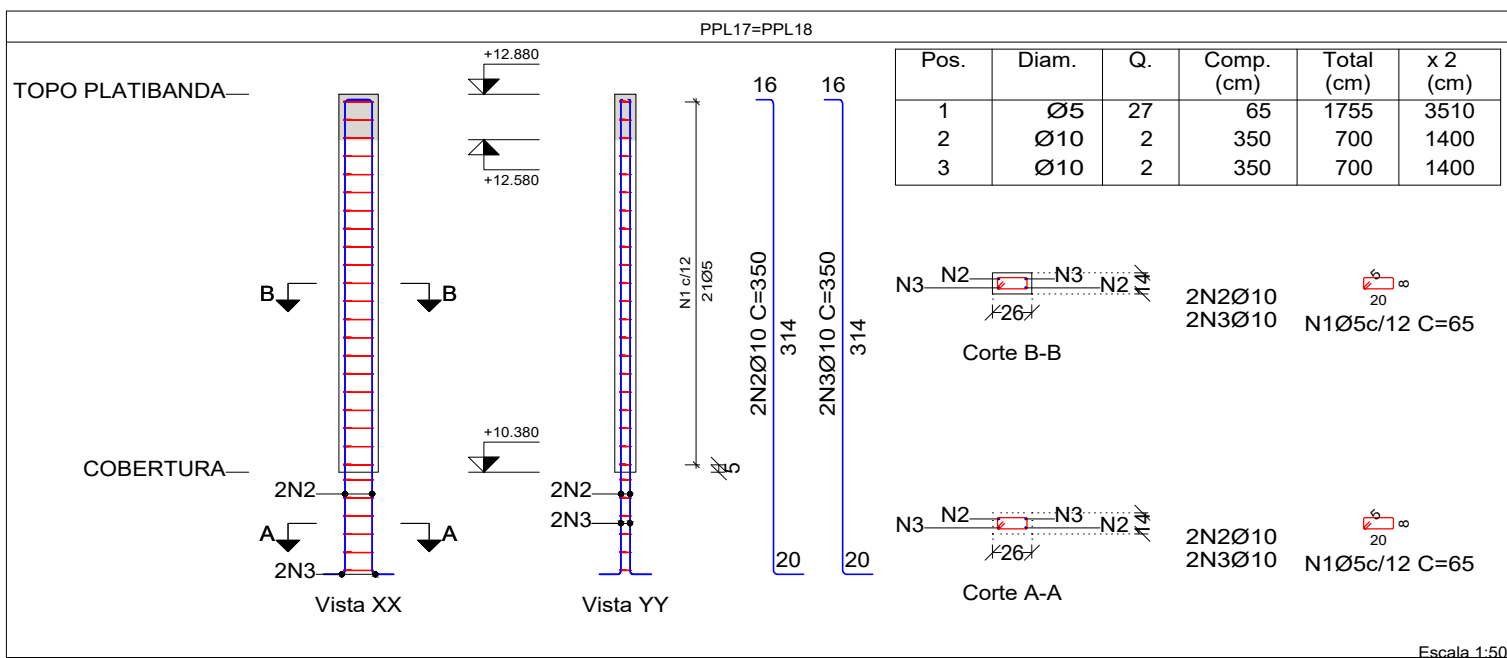 PPL17=PPL18
TOPO PLATIBANDA
+12.880
+12.580
B
B
+10.380
COBERTURA
2N2
A
A
2N3
Vista XX
2N2
2N3
Vista YY
N1 c/12
21Ø5
5
16
2N2Ø10 C=350
314
20
16
2N3Ø10 C=350
314
20
Pos. Diam. Q. Comp. (cm) Total (cm) x 2 (cm)
1 Ø5 27 65 1755 3510
2 Ø10 2 350 700 1400
3 Ø10 2 350 700 1400
N3 N2 N3 N2
14
26
Corte B-B
2N2Ø10
2N3Ø10
5
8
20
N1Ø5c/12 C=65
N3 N2 N3 N2
14
26
Corte A-A
2N2Ø10
2N3Ø10
5
8
20
N1Ø5c/12 C=65
Escala 1:50